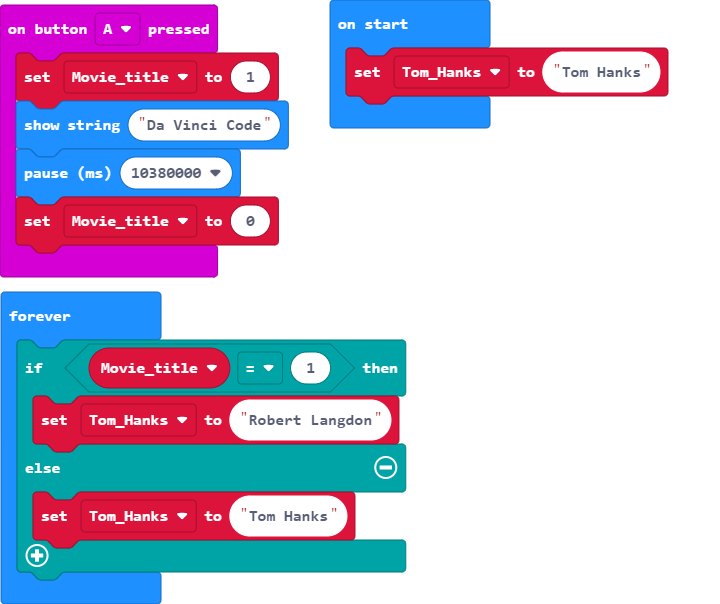 on button A pressed
set Movie_title to 1
show string "Da Vinci Code"
pause (ms) 10380000
set Movie_title to 0
on start
set Tom_Hanks to "Tom Hanks"
forever
if Movie_title = 1 then
set Tom_Hanks to "Robert Langdon"
else
set Tom_Hanks to "Tom Hanks"